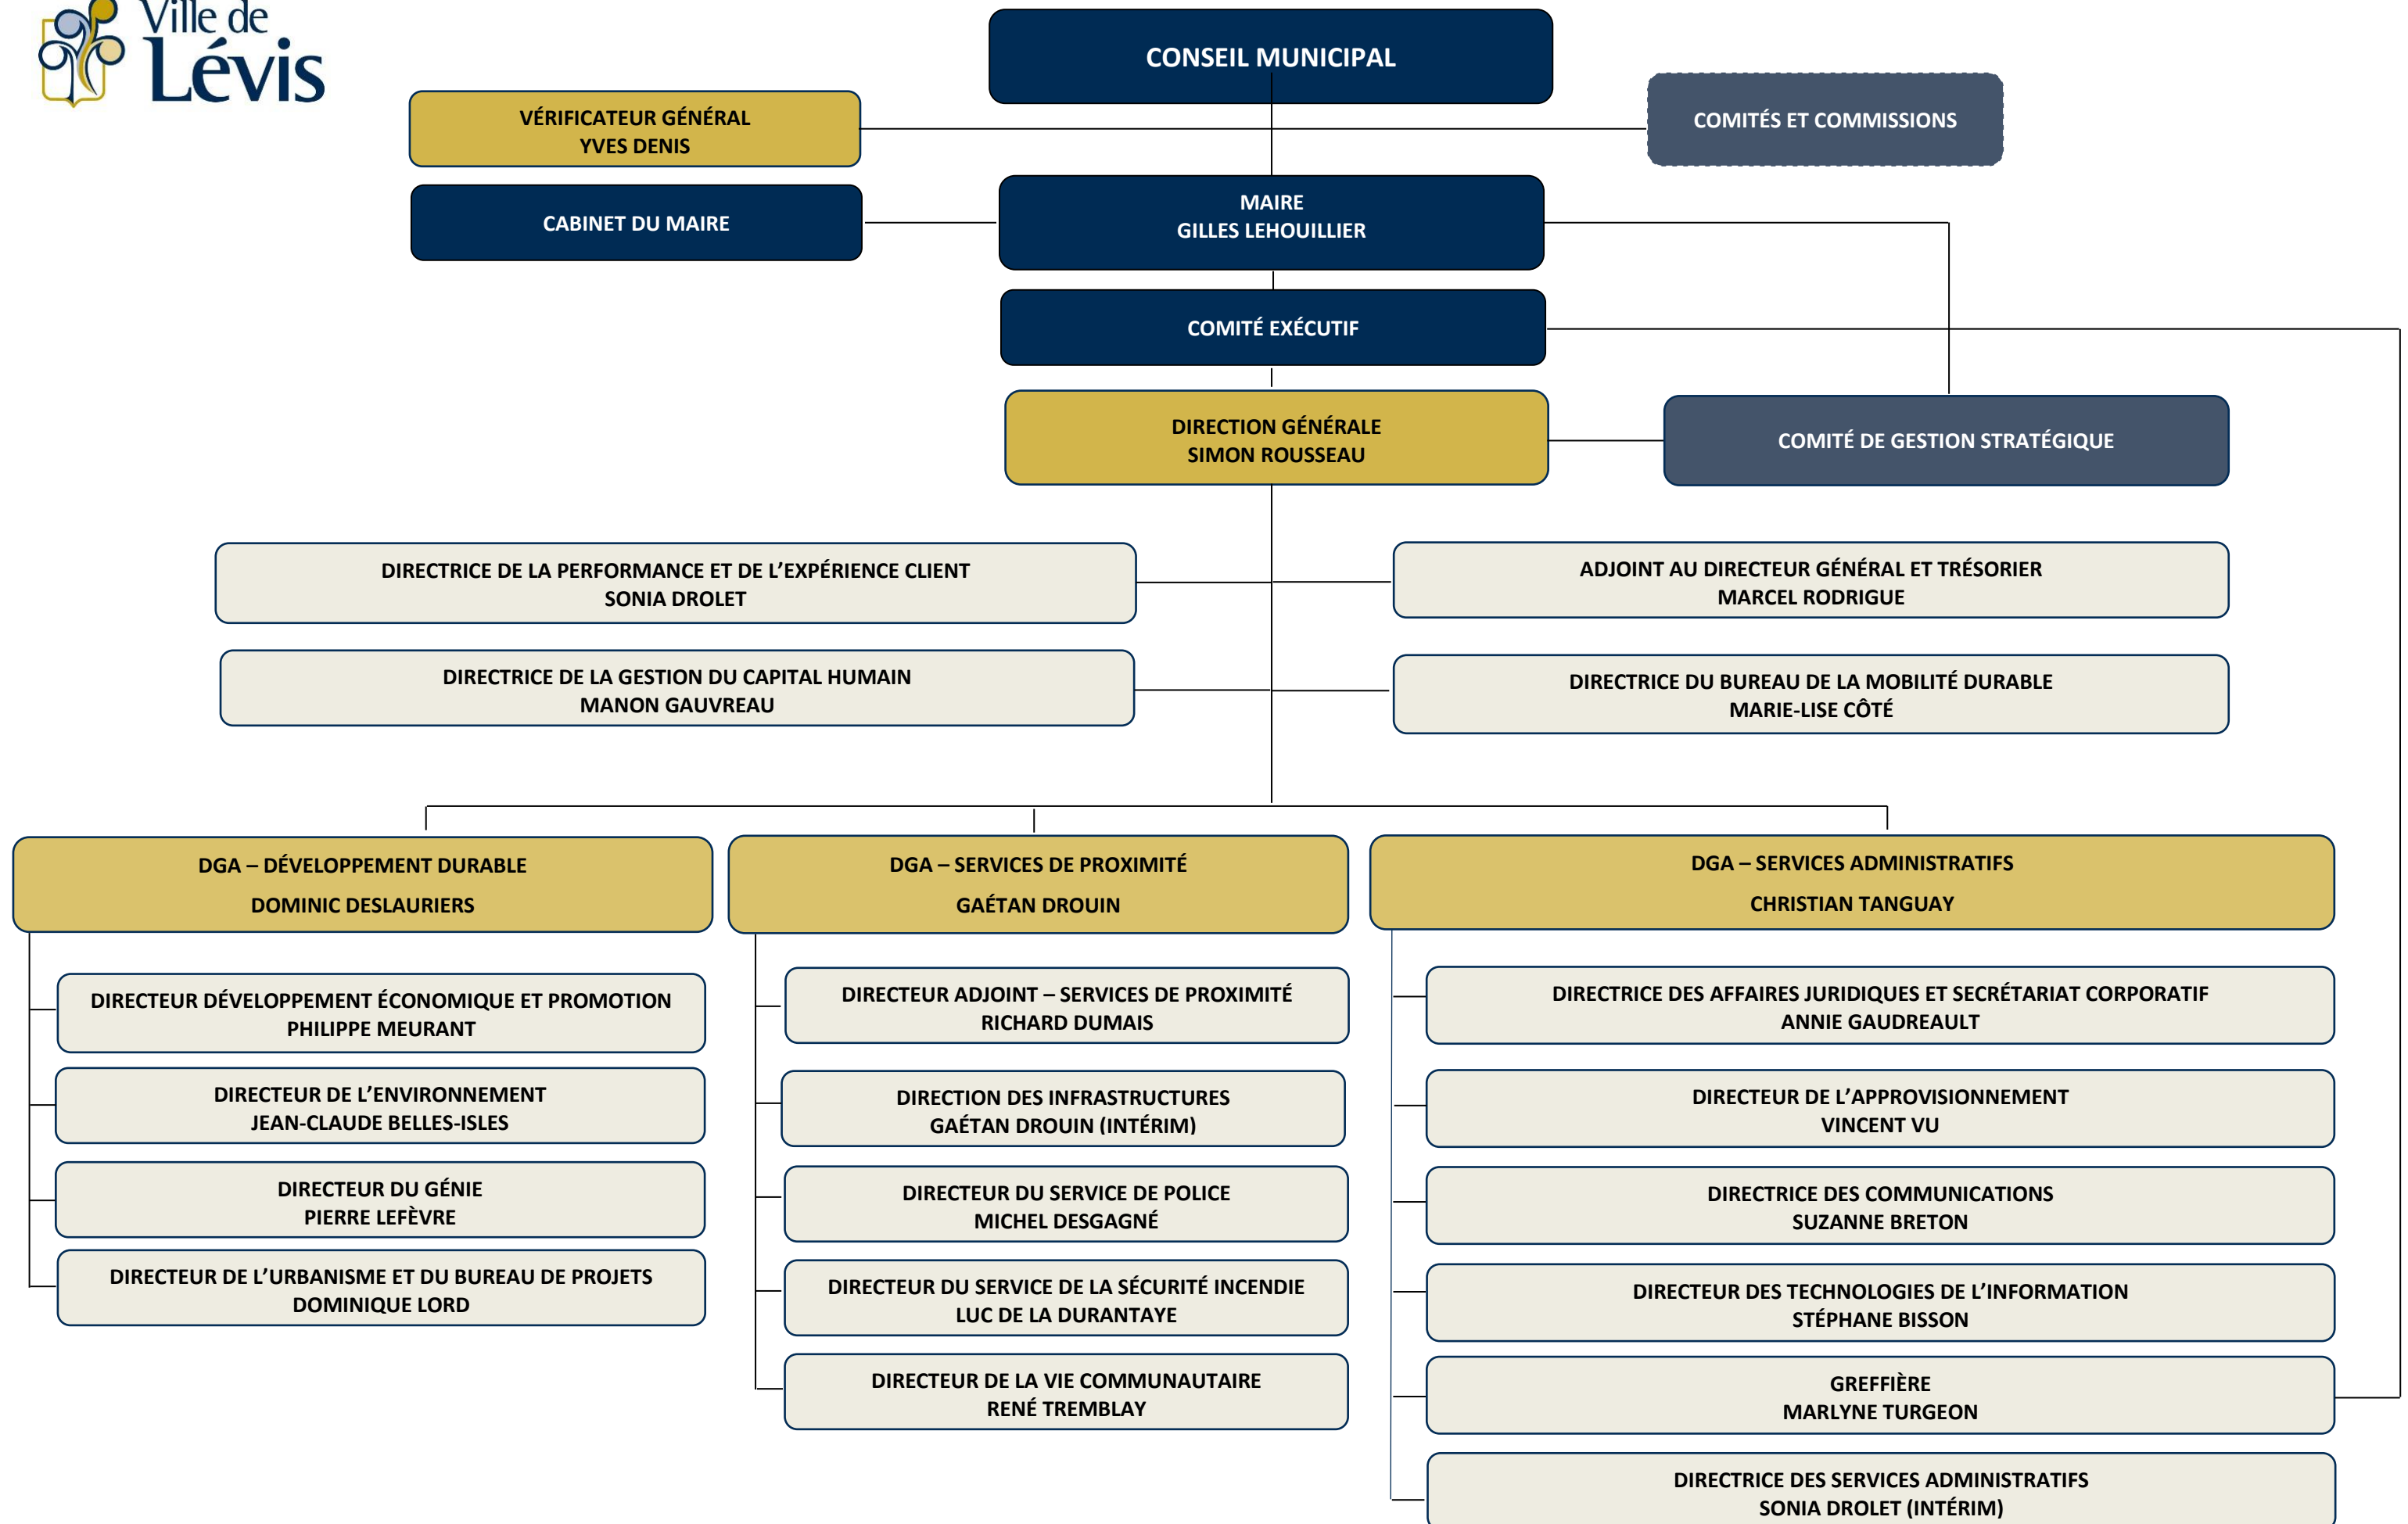 Ville de
Lévis
CONSEIL MUNICIPAL
VÉRIFICATEUR GÉNÉRAL
YVES DENIS
COMITÉS ET COMMISSIONS
CABINET DU MAIRE
MAIRE
GILLES LEHOUILLIER
COMITÉ EXÉCUTIF
DIRECTION GÉNÉRALE
SIMON ROUSSEAU
COMITÉ DE GESTION STRATÉGIQUE
DIRECTRICE DE LA PERFORMANCE ET DE L’EXPÉRIENCE CLIENT
SONIA DROLET
ADJOINT AU DIRECTEUR GÉNÉRAL ET TRÉSORIER
MARCEL RODRIGUE
DIRECTRICE DE LA GESTION DU CAPITAL HUMAIN
MANON GAUVREAU
DIRECTRICE DU BUREAU DE LA MOBILITÉ DURABLE
MARIE-LISE CÔTÉ
DGA – DÉVELOPPEMENT DURABLE
DOMINIC DESLAURIERS
DIRECTEUR DÉVELOPPEMENT ÉCONOMIQUE ET PROMOTION
PHILIPPE MEURANT
DIRECTEUR DE L’ENVIRONNEMENT
JEAN-CLAUDE BELLES-ISLES
DIRECTEUR DU GÉNIE
PIERRE LEFÈVRE
DIRECTEUR DE L’URBANISME ET DU BUREAU DE PROJETS
DOMINIQUE LORD
DGA – SERVICES DE PROXIMITÉ
GAÉTAN DROUIN
DIRECTEUR ADJOINT – SERVICES DE PROXIMITÉ
RICHARD DUMAIS
DIRECTION DES INFRASTRUCTURES
GAÉTAN DROUIN (INTÉRIM)
DIRECTEUR DU SERVICE DE POLICE
MICHEL DESGAGNÉ
DIRECTEUR DU SERVICE DE LA SÉCURITÉ INCENDIE
LUC DE LA DURANTAYE
DIRECTEUR DE LA VIE COMMUNAUTAIRE
RENÉ TREMBLAY
DGA – SERVICES ADMINISTRATIFS
CHRISTIAN TANGUAY
DIRECTRICE DES AFFAIRES JURIDIQUES ET SECRÉTARIAT CORPORATIF
ANNIE GAUDREAULT
DIRECTEUR DE L’APPROVISIONNEMENT
VINCENT VU
DIRECTRICE DES COMMUNICATIONS
SUZANNE BRETON
DIRECTEUR DES TECHNOLOGIES DE L’INFORMATION
STÉPHANE BISSON
GREFFIÈRE
MARLYNE TURGEON
DIRECTRICE DES SERVICES ADMINISTRATIFS
SONIA DROLET (INTÉRIM)